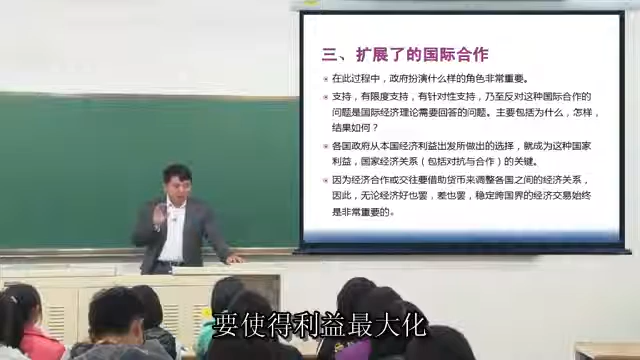 三、扩展了的国际合作
在此过程中，政府扮演什么样的角色非常重要。
支持，有限度支持，有针对性支持，乃至反对这种国际合作的
问题是国际经济理论需要回答的问题。主要包括为什么，怎样，
结果如何？
各国政府从本国经济利益出发所做出的选择，就成为这种国家
利益，国家经济关系（包括对抗与合作）的关键。
因为经济合作或交往要借助货币来调整各国之间的经济关系，
因此，无论经济好也罢，差也罢，稳定跨国界的经济交易始终
是非常重要的。
要使得利益最大化